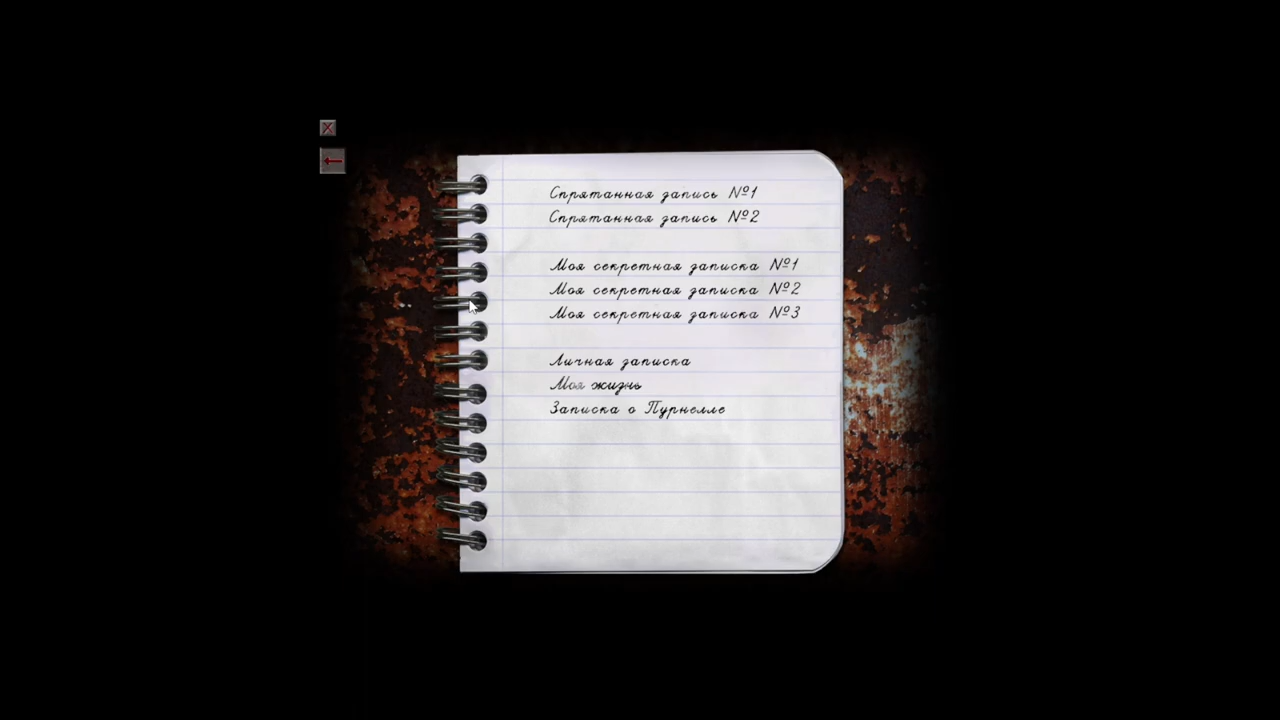 Спрятанная запись №1
Спрятанная запись №2
Моя секретная записка №1
Моя секретная записка №2
Моя секретная записка №3
Личная записка
Моя жизнь
Записка о Пурнелле